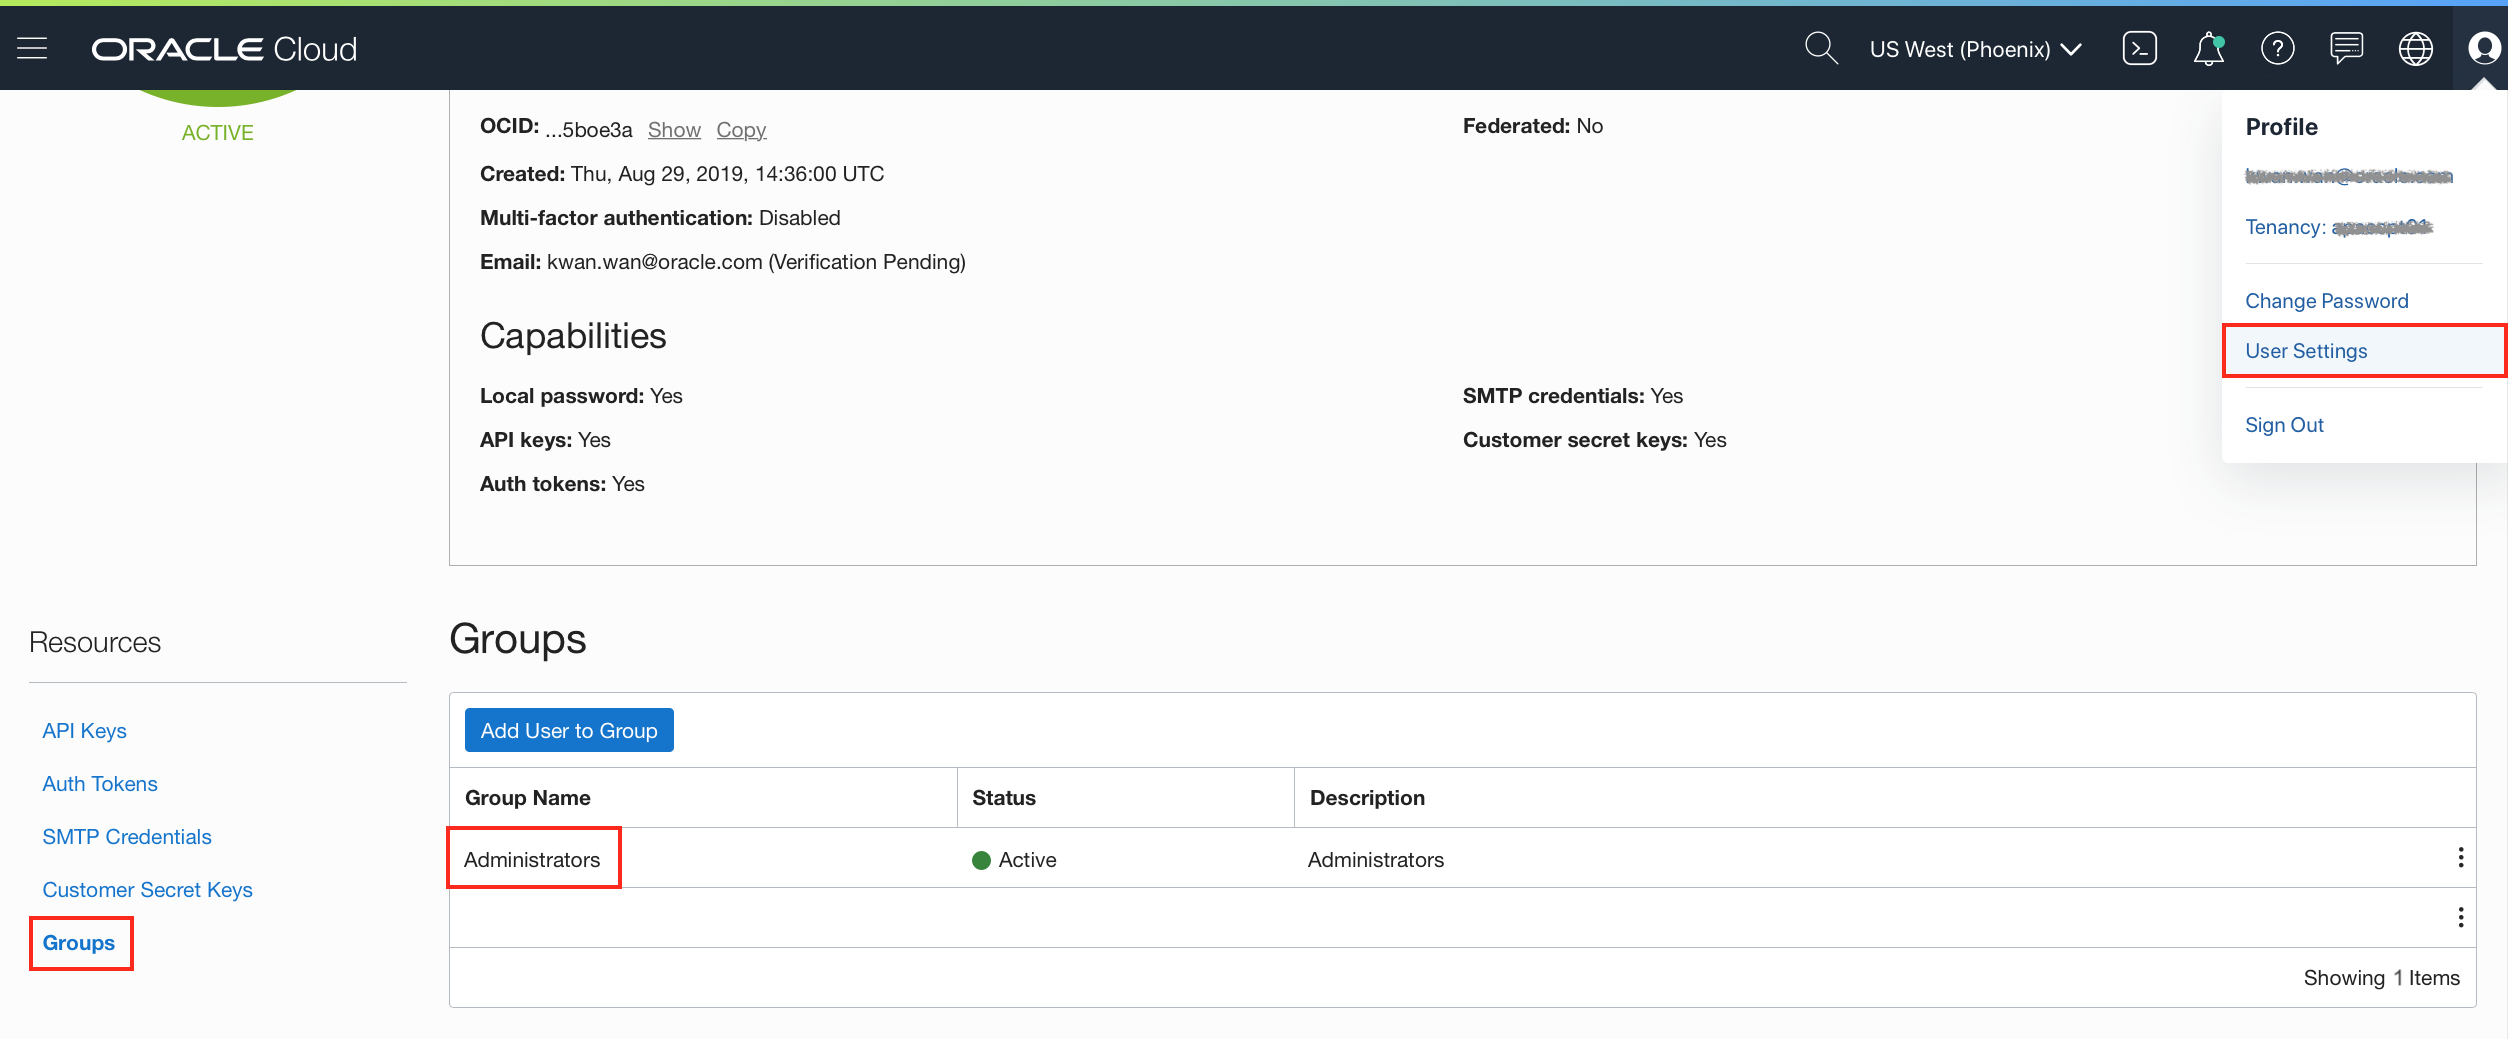 ORACLE Cloud
US West (Phoenix)
ACTIVE
OCID: ...5boe3a Show Copy
Federated: No
Created: Thu, Aug 29, 2019, 14:36:00 UTC
Multi-factor authentication: Disabled
Email: kwan.wan@oracle.com (Verification Pending)
Capabilities
Local password: Yes
SMTP credentials: Yes
API keys: Yes
Customer secret keys: Yes
Auth tokens: Yes
Profile
Tenancy:
Change Password
User Settings
Sign Out
Resources
API Keys
Auth Tokens
SMTP Credentials
Customer Secret Keys
Groups
Groups
Add User to Group
Group Name Status Description
Administrators Active Administrators
Showing 1 Items